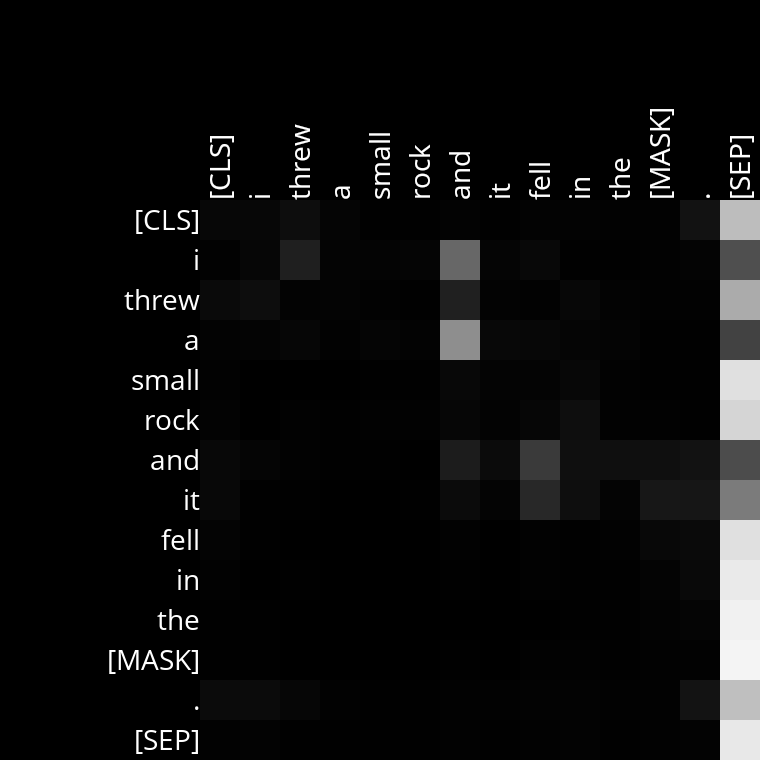 [CLS] i threw a small rock and it fell in the [MASK] . [SEP]
[CLS]
i
threw
a
small
rock
and
it
fell
in
the
[MASK]
.
[SEP]